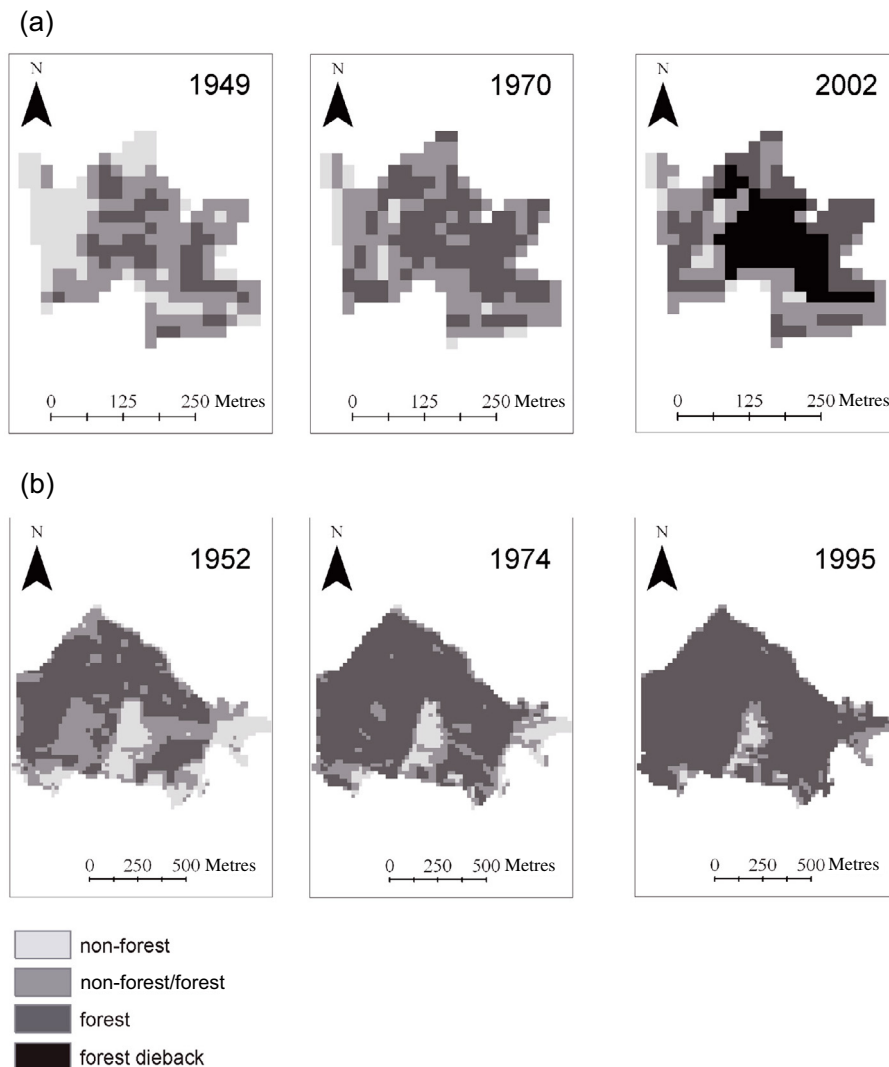 (a)
N
1949
0 125 250 Metres
N
1970
0 125 250 Metres
N
2002
0 125 250 Metres
(b)
N
1952
0 250 500 Metres
N
1974
0 250 500 Metres
N
1995
0 250 500 Metres
non-forest
non-forest/forest
forest
forest dieback